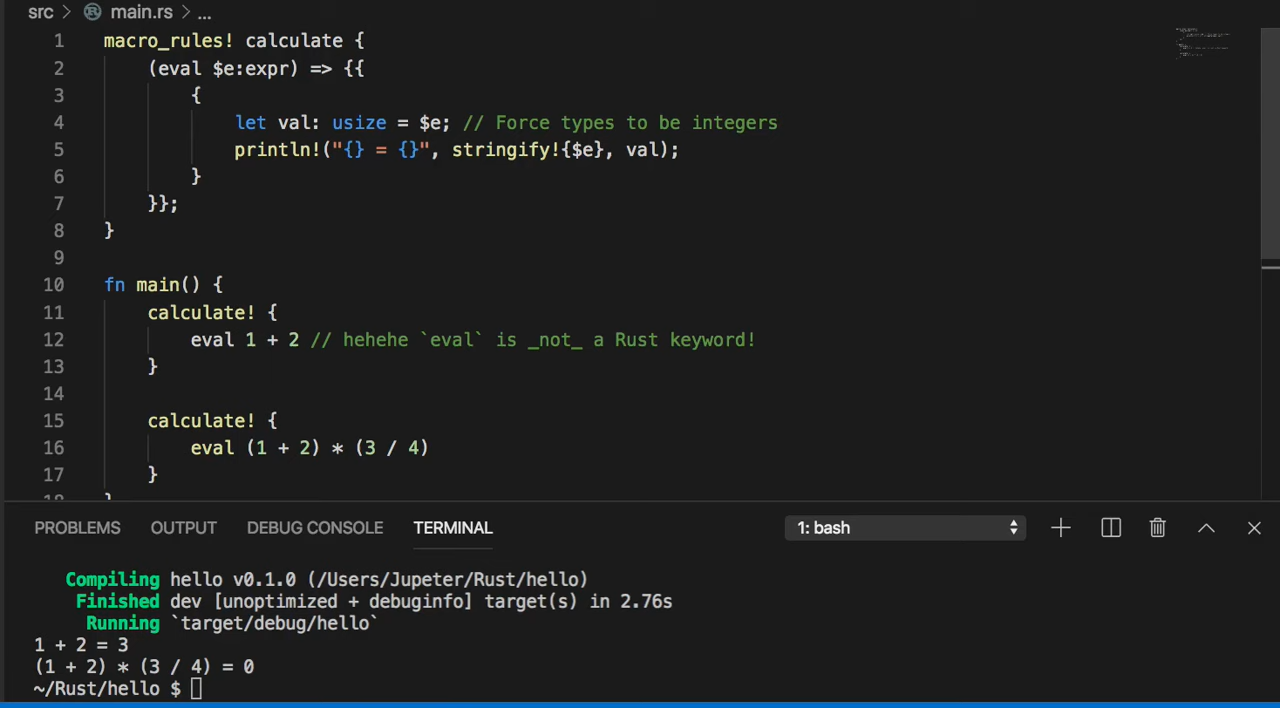 src > main.rs > ...
1 macro_rules! calculate {
2 (eval $e:expr) => {{
3 {
4 let val: usize = $e; // Force types to be integers
5 println!("{} = {}", stringify!{$e}, val);
6 }
7 }};
8 }
9
10 fn main() {
11 calculate! {
12 eval 1 + 2 // hehehe `eval` is _not_ a Rust keyword!
13 }
14
15 calculate! {
16 eval (1 + 2) * (3 / 4)
17 }
18 }
PROBLEMS OUTPUT DEBUG CONSOLE TERMINAL 1: bash
Compiling hello v0.1.0 (/Users/Jupeter/Rust/hello)
Finished dev [unoptimized + debuginfo] target(s) in 2.76s
Running `target/debug/hello`
1 + 2 = 3
(1 + 2) * (3 / 4) = 0
~/Rust/hello $